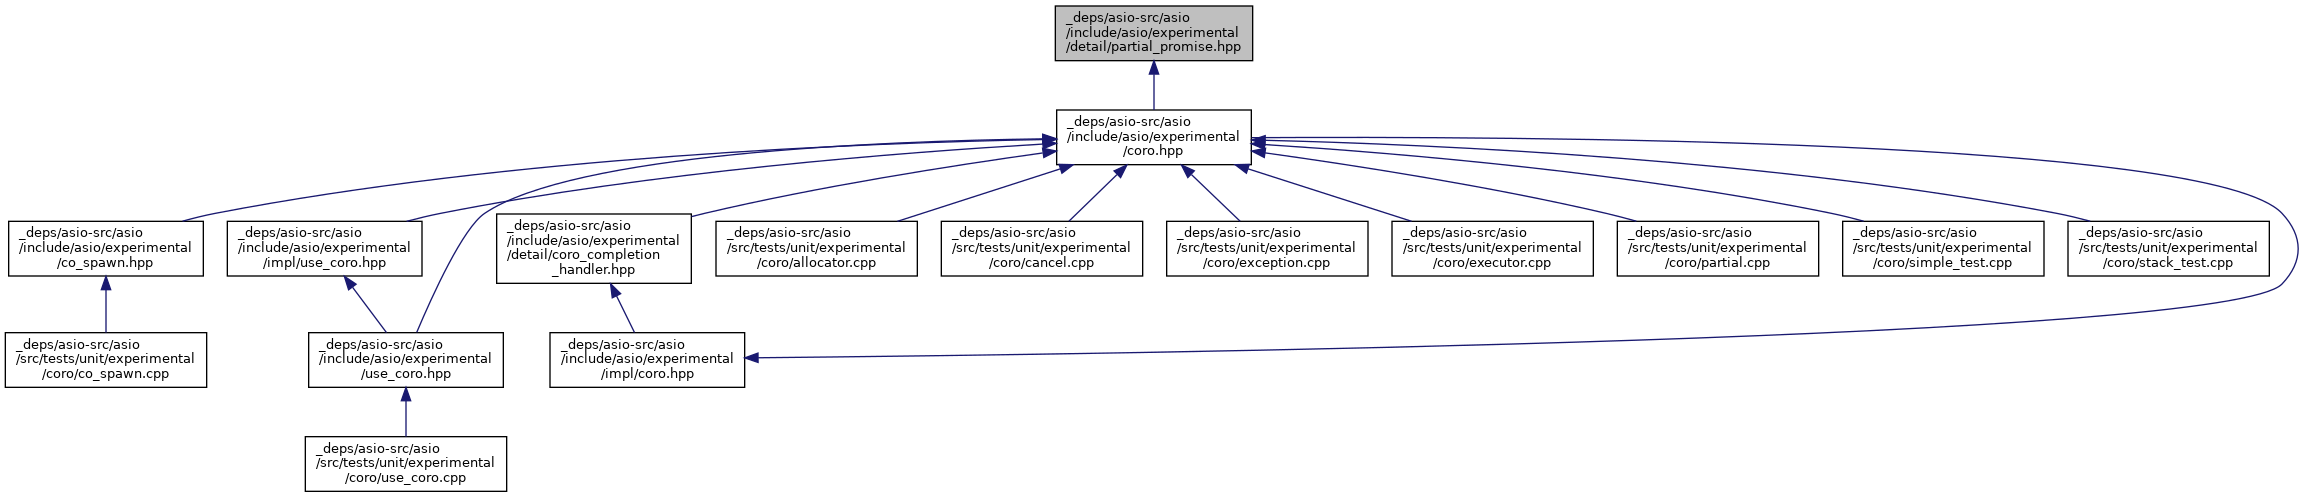 _deps/asio-src/asio
/include/asio/experimental
/detail/partial_promise.hpp
_deps/asio-src/asio
/include/asio/experimental
/coro.hpp
_deps/asio-src/asio
/include/asio/experimental
/co_spawn.hpp
_deps/asio-src/asio
/include/asio/experimental
/impl/use_coro.hpp
_deps/asio-src/asio
/include/asio/experimental
/detail/coro_completion
_handler.hpp
_deps/asio-src/asio
/src/tests/unit/experimental
/coro/allocator.cpp
_deps/asio-src/asio
/src/tests/unit/experimental
/coro/cancel.cpp
_deps/asio-src/asio
/src/tests/unit/experimental
/coro/exception.cpp
_deps/asio-src/asio
/src/tests/unit/experimental
/coro/executor.cpp
_deps/asio-src/asio
/src/tests/unit/experimental
/coro/partial.cpp
_deps/asio-src/asio
/src/tests/unit/experimental
/coro/simple_test.cpp
_deps/asio-src/asio
/src/tests/unit/experimental
/coro/stack_test.cpp
_deps/asio-src/asio
/src/tests/unit/experimental
/coro/co_spawn.cpp
_deps/asio-src/asio
/include/asio/experimental
/use_coro.hpp
_deps/asio-src/asio
/include/asio/experimental
/impl/coro.hpp
_deps/asio-src/asio
/src/tests/unit/experimental
/coro/use_coro.cpp